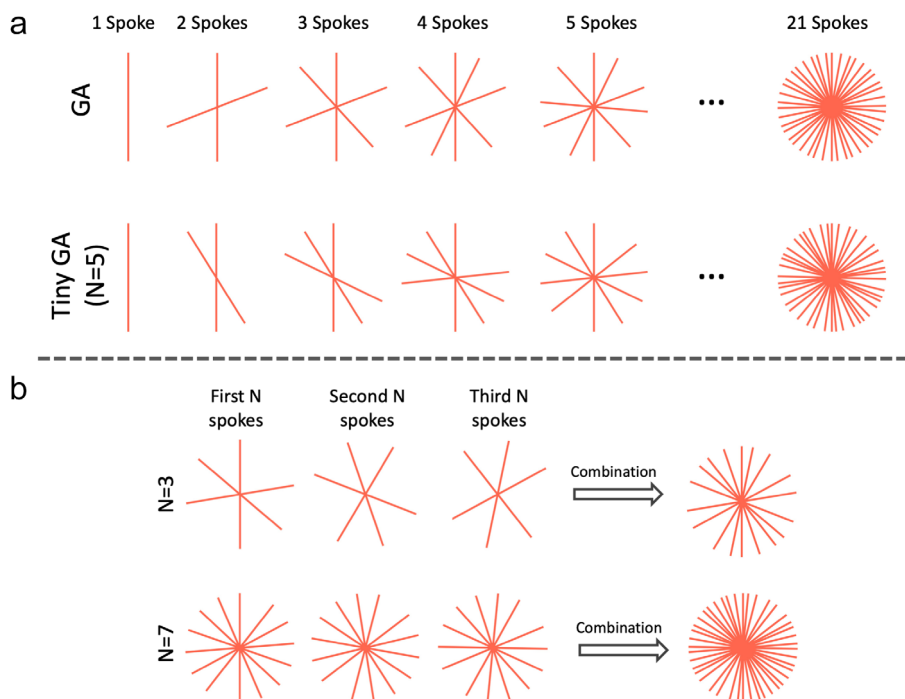 a
1 Spoke 2 Spokes 3 Spokes 4 Spokes 5 Spokes 21 Spokes
GA
...
Tiny GA
(N=5)
...
b
First N
spokes
Second N
spokes
Third N
spokes
N=3
Combination
N=7
Combination